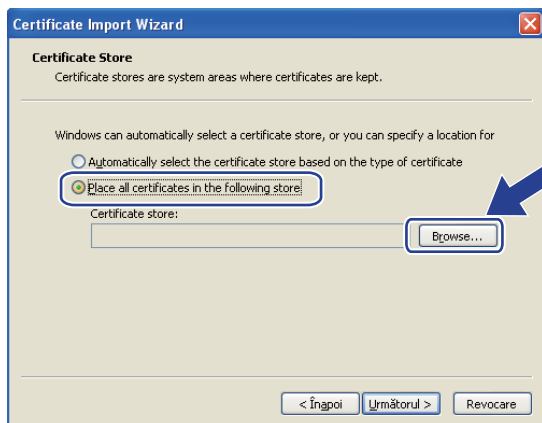 Certificate Import Wizard
Certificate Store
Certificate stores are system areas where certificates are kept.
Windows can automatically select a certificate store, or you can specify a location for
Automatically select the certificate store based on the type of certificate
Place all certificates in the following store
Certificate store:
Browse...
< Înapoi
Următorul >
Revocare